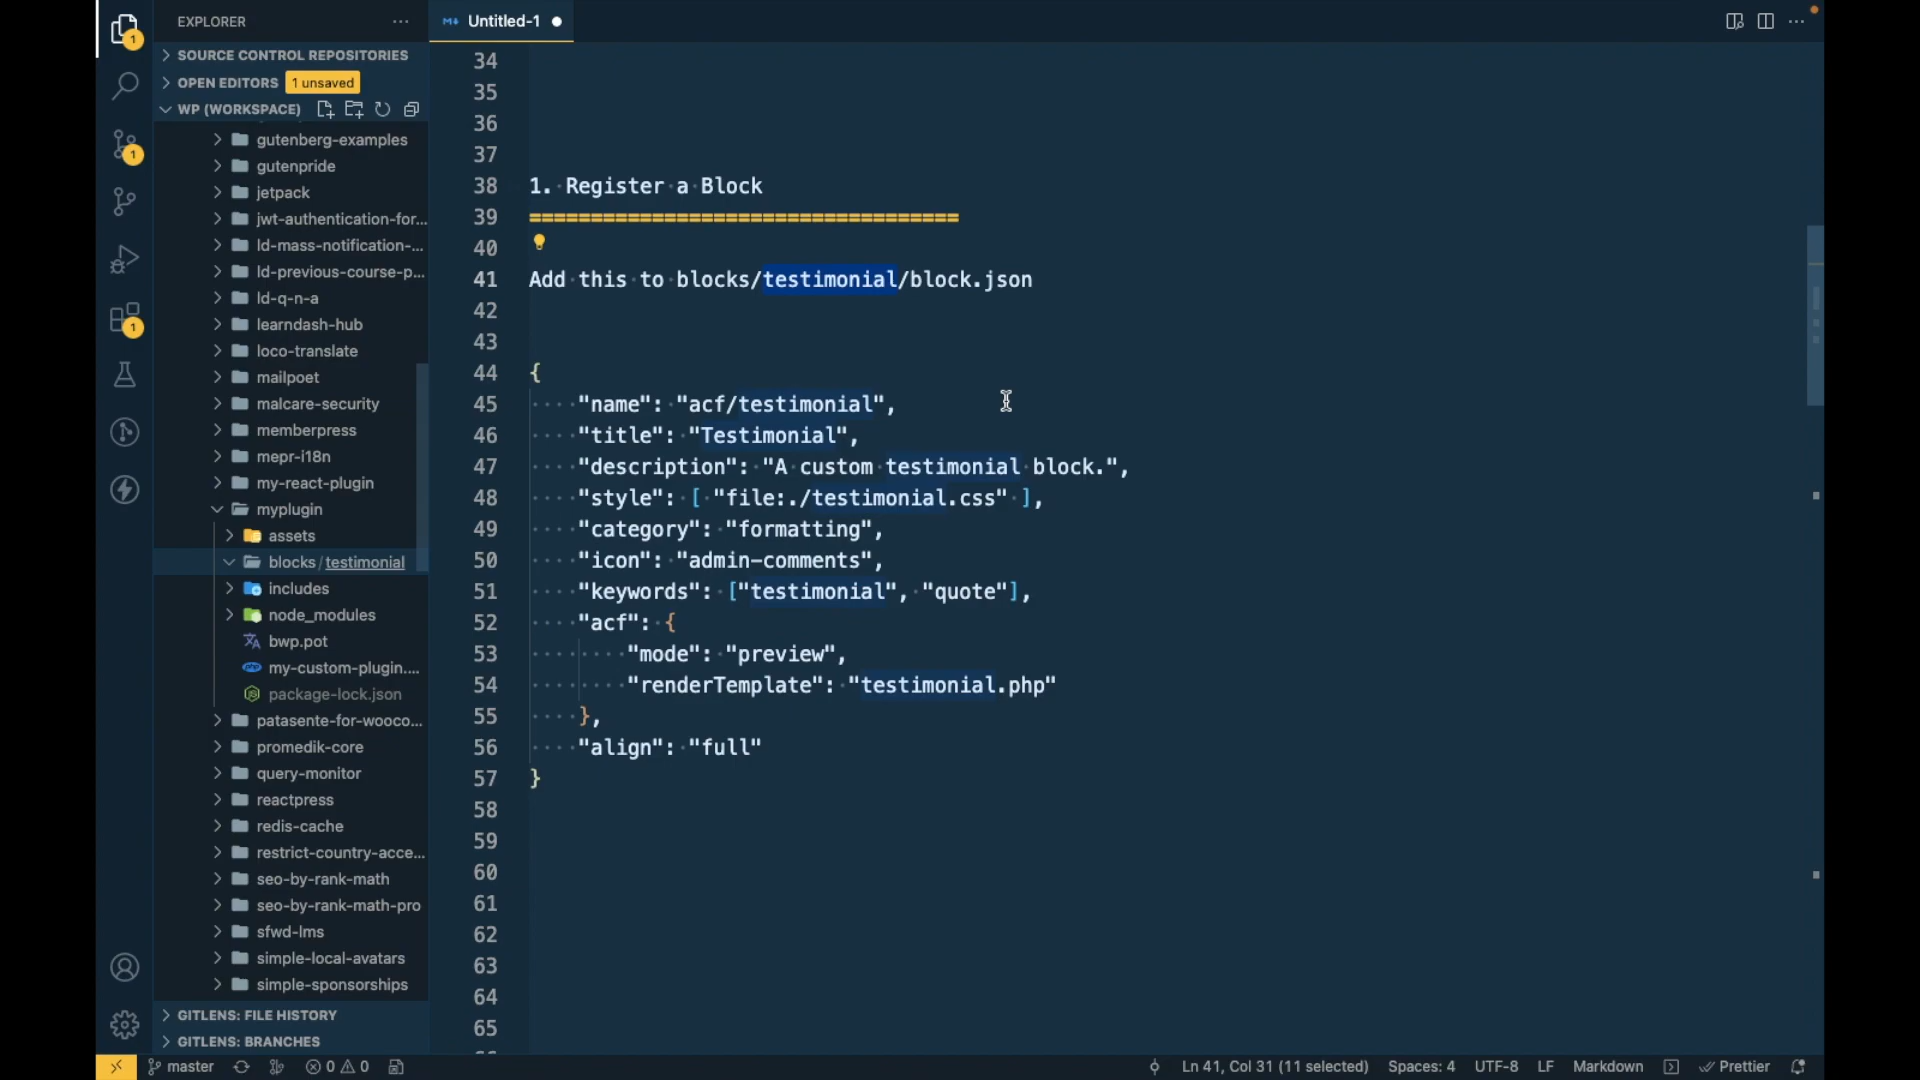 EXPLORER
Untitled-1
SOURCE CONTROL REPOSITORIES
OPEN EDITORS 1 unsaved
WP (WORKSPACE)
gutenberg-examples
gutenpride
jetpack
jwt-authentication-for...
ld-mass-notification-...
ld-previous-course-p...
ld-q-n-a
learndash-hub
loco-translate
mailpoet
malcare-security
memberpress
mepr-i18n
my-react-plugin
myplugin
assets
blocks / testimonial
includes
node_modules
bwp.pot
my-custom-plugin....
package-lock.json
patasente-for-wooco...
promedik-core
query-monitor
reactpress
redis-cache
restrict-country-acce...
seo-by-rank-math
seo-by-rank-math-pro
sfwd-lms
simple-local-avatars
simple-sponsorships
GITLENS: FILE HISTORY
GITLENS: BRANCHES
1
1
1
34
35
36
37
38 1. Register a Block
39 ===================================
40
41 Add this to blocks/testimonial/block.json
42
43
44 {
45 "name": "acf/testimonial",
46 "title": "Testimonial",
47 "description": "A custom testimonial block.",
48 "style": [ "file:./testimonial.css" ],
49 "category": "formatting",
50 "icon": "admin-comments",
51 "keywords": ["testimonial", "quote"],
52 "acf": {
53 "mode": "preview",
54 "renderTemplate": "testimonial.php"
55 },
56 "align": "full"
57 }
58
59
60
61
62
63
64
65
master 0 0 Ln 41, Col 31 (11 selected) Spaces: 4 UTF-8 LF Markdown Prettier